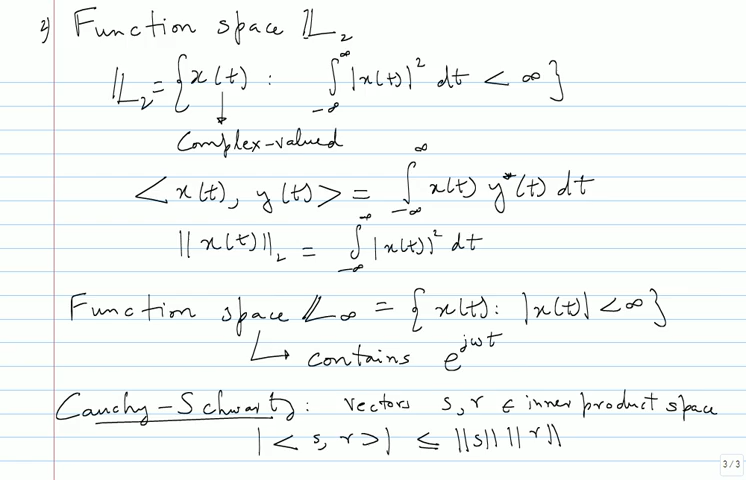 2) Function space 𝕃₂
𝕃₂ = { x(t) : ∫_{-∞}^{∞} |x(t)|² dt < ∞ }
↓
Complex-valued
< x(t), y(t) > = ∫_{-∞}^{∞} x(t) y*(t) dt
|| x(t) ||₂ = ∫_{-∞}^{∞} |x(t)|² dt
Function space 𝕃∞ = { x(t) : |x(t)| < ∞ }
↳ contains e^{jωt}
Cauchy-Schwartz : vectors s, r ∈ inner product space
| < s, r > | ≤ ||s|| || r ||
3/3